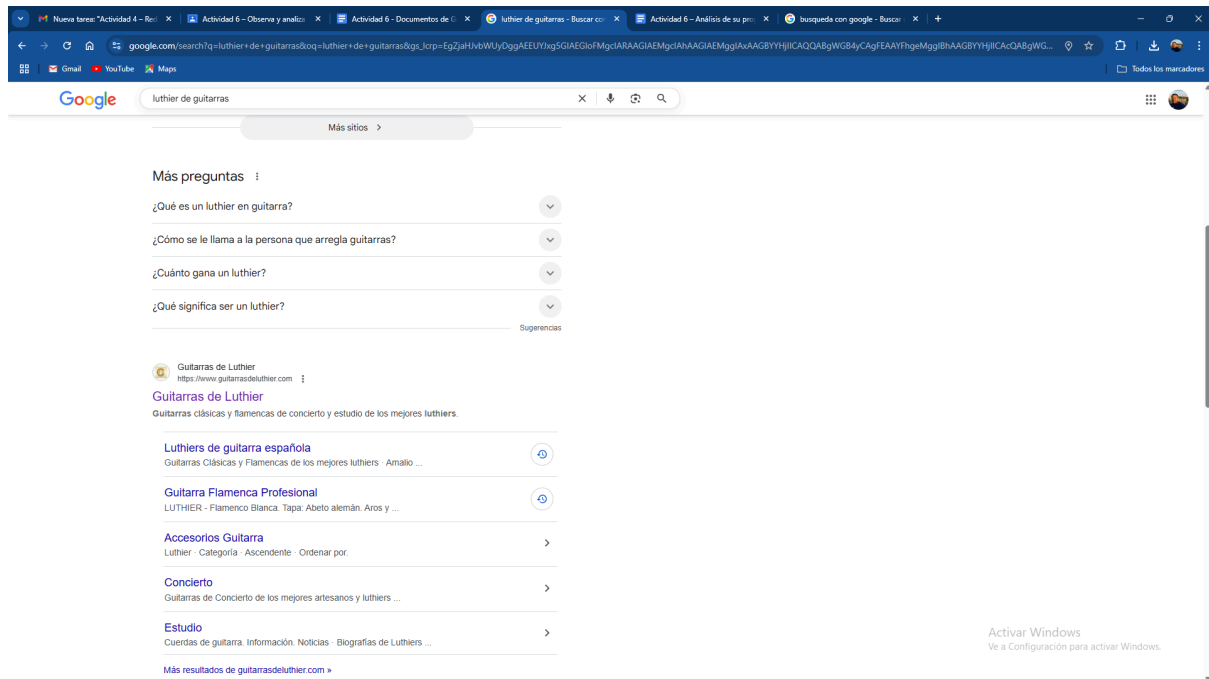 Nueva tarea: "Actividad 4 – Red
Actividad 6 – Observa y analiza
Actividad 6 - Documentos de G
luthier de guitarras - Buscar con
Actividad 6 – Análisis de su prop
busqueda con google - Buscar
google.com/search?q=luthier+de+guitarras&oq=luthier+de+guitarras&gs_lcrp=
Gmail
YouTube
Maps
Todos los marcadores
Google
luthier de guitarras
Más sitios
Más preguntas
¿Qué es un luthier en guitarra?
¿Cómo se le llama a la persona que arregla guitarras?
¿Cuánto gana un luthier?
¿Qué significa ser un luthier?
Sugerencias
Guitarras de Luthier
https://www.guitarrasdeluthier.com
Guitarras de Luthier
Guitarras clásicas y flamencas de concierto y estudio de los mejores luthiers.
Luthiers de guitarra española
Guitarras Clásicas y Flamencas de los mejores luthiers · Amalio ...
Guitarra Flamenca Profesional
LUTHIER - Flamenco Blanca. Tapa: Abeto alemán. Aros y ...
Accesorios Guitarra
Luthier · Categoría · Ascendente · Ordenar por.
Concierto
Guitarras de Concierto de los mejores artesanos y luthiers ...
Estudio
Cuerdas de guitarra. Información. Noticias · Biografías de Luthiers ...
Más resultados de guitarrasdeluthier.com »
Activar Windows
Ve a Configuración para activar Windows.